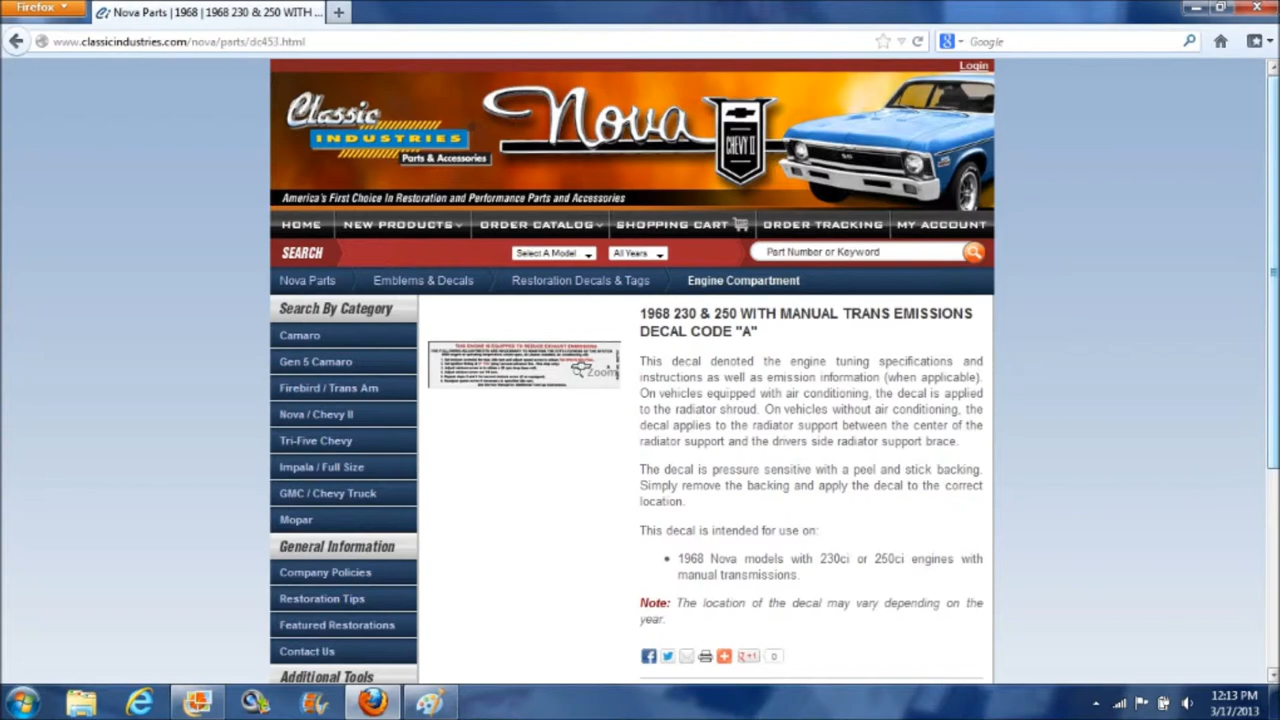 Firefox
Nova Parts | 1968 | 1968 230 & 250 WITH ...
www.classicindustries.com/nova/parts/dc453.html
Google
Login
Classic
INDUSTRIES
Parts & Accessories
Nova
CHEVY II
SS
America's First Choice In Restoration and Performance Parts and Accessories
HOME NEW PRODUCTS ORDER CATALOG SHOPPING CART ORDER TRACKING MY ACCOUNT
SEARCH Select A Model All Years Part Number or Keyword
Nova Parts Emblems & Decals Restoration Decals & Tags Engine Compartment
Search By Category
Camaro
Gen 5 Camaro
Firebird / Trans Am
Nova / Chevy II
Tri-Five Chevy
Impala / Full Size
GMC / Chevy Truck
Mopar
General Information
Company Policies
Restoration Tips
Featured Restorations
Contact Us
Additional Tools
Zoom
1968 230 & 250 WITH MANUAL TRANS EMISSIONS
DECAL CODE "A"
This decal denoted the engine tuning specifications and
instructions as well as emission information (when applicable).
On vehicles equipped with air conditioning, the decal is applied
to the radiator shroud. On vehicles without air conditioning, the
decal applies to the radiator support between the center of the
radiator support and the drivers side radiator support brace.
The decal is pressure sensitive with a peel and stick backing.
Simply remove the backing and apply the decal to the correct
location.
This decal is intended for use on:
• 1968 Nova models with 230ci or 250ci engines with
manual transmissions.
Note: The location of the decal may vary depending on the
year.
+1 0
12:13 PM
3/17/2013